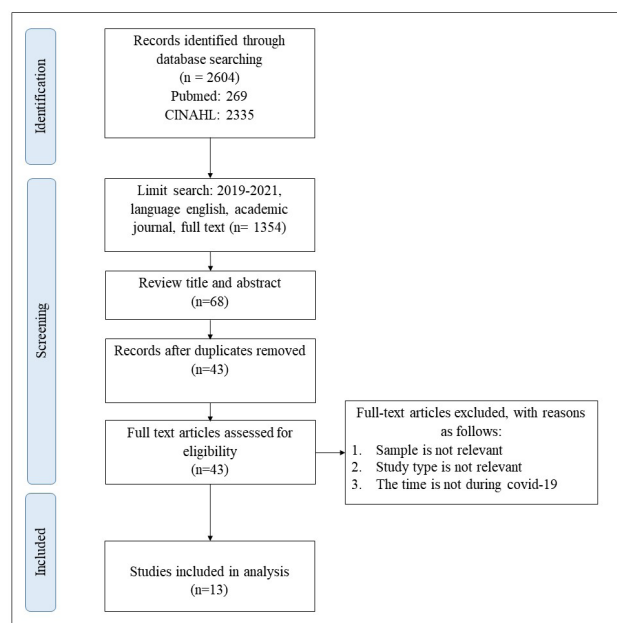 Identification
Records identified through
database searching
(n = 2604)
Pubmed: 269
CINAHL: 2335
Screening
Limit search: 2019-2021,
language english, academic
journal, full text (n= 1354)
Review title and abstract
(n=68)
Records after duplicates removed
(n=43)
Full text articles assessed for
eligibility
(n=43)
Full-text articles excluded, with reasons
as follows:
1. Sample is not relevant
2. Study type is not relevant
3. The time is not during covid-19
Included
Studies included in analysis
(n=13)